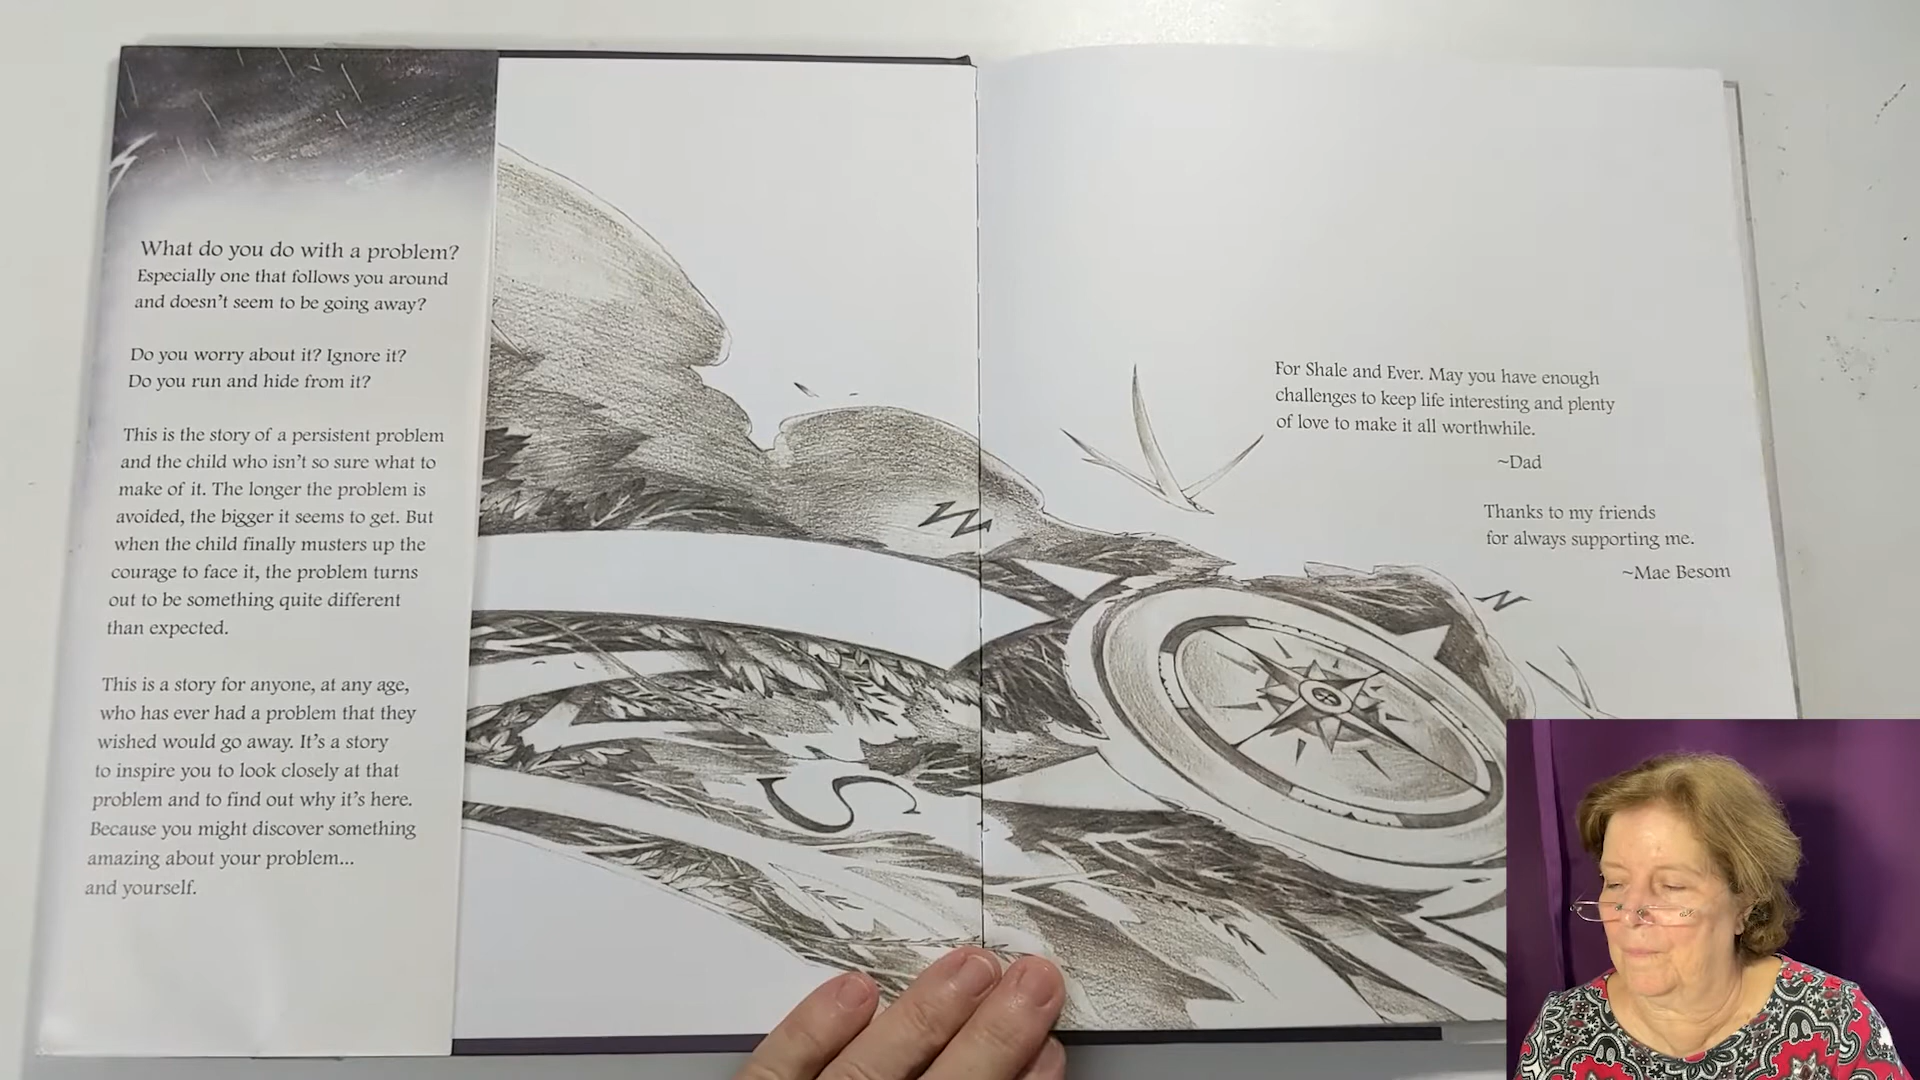 What do you do with a problem?
Especially one that follows you around
and doesn't seem to be going away?
Do you worry about it? Ignore it?
Do you run and hide from it?
This is the story of a persistent problem
and the child who isn't so sure what to
make of it. The longer the problem is
avoided, the bigger it seems to get. But
when the child finally musters up the
courage to face it, the problem turns
out to be something quite different
than expected.
This is a story for anyone, at any age,
who has ever had a problem that they
wished would go away. It's a story
to inspire you to look closely at that
problem and to find out why it's here.
Because you might discover something
amazing about your problem...
and yourself.
W
S
For Shale and Ever. May you have enough
challenges to keep life interesting and plenty
of love to make it all worthwhile.
~Dad
Thanks to my friends
for always supporting me.
~Mae Besom
N